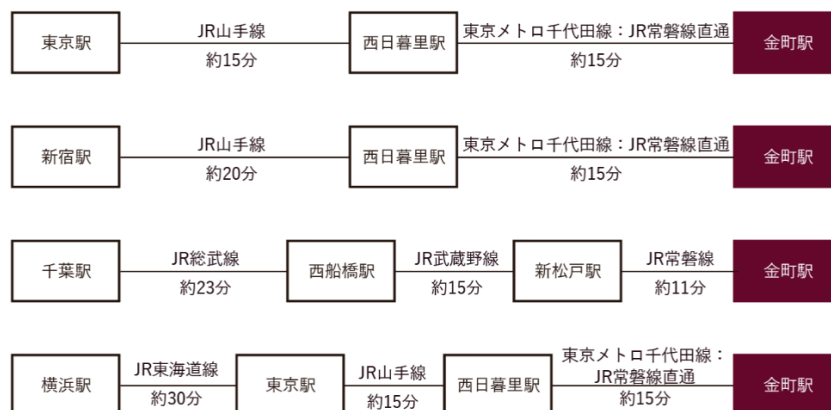 東京駅
JR山手線
約15分
西日暮里駅
東京メトロ千代田線：JR常磐線直通
約15分
金町駅
新宿駅
JR山手線
約20分
西日暮里駅
東京メトロ千代田線：JR常磐線直通
約15分
金町駅
千葉駅
JR総武線
約23分
西船橋駅
JR武蔵野線
約15分
新松戸駅
JR常磐線
約11分
金町駅
横浜駅
JR東海道線
約30分
東京駅
JR山手線
約15分
西日暮里駅
東京メトロ千代田線：
JR常磐線直通
約15分
金町駅